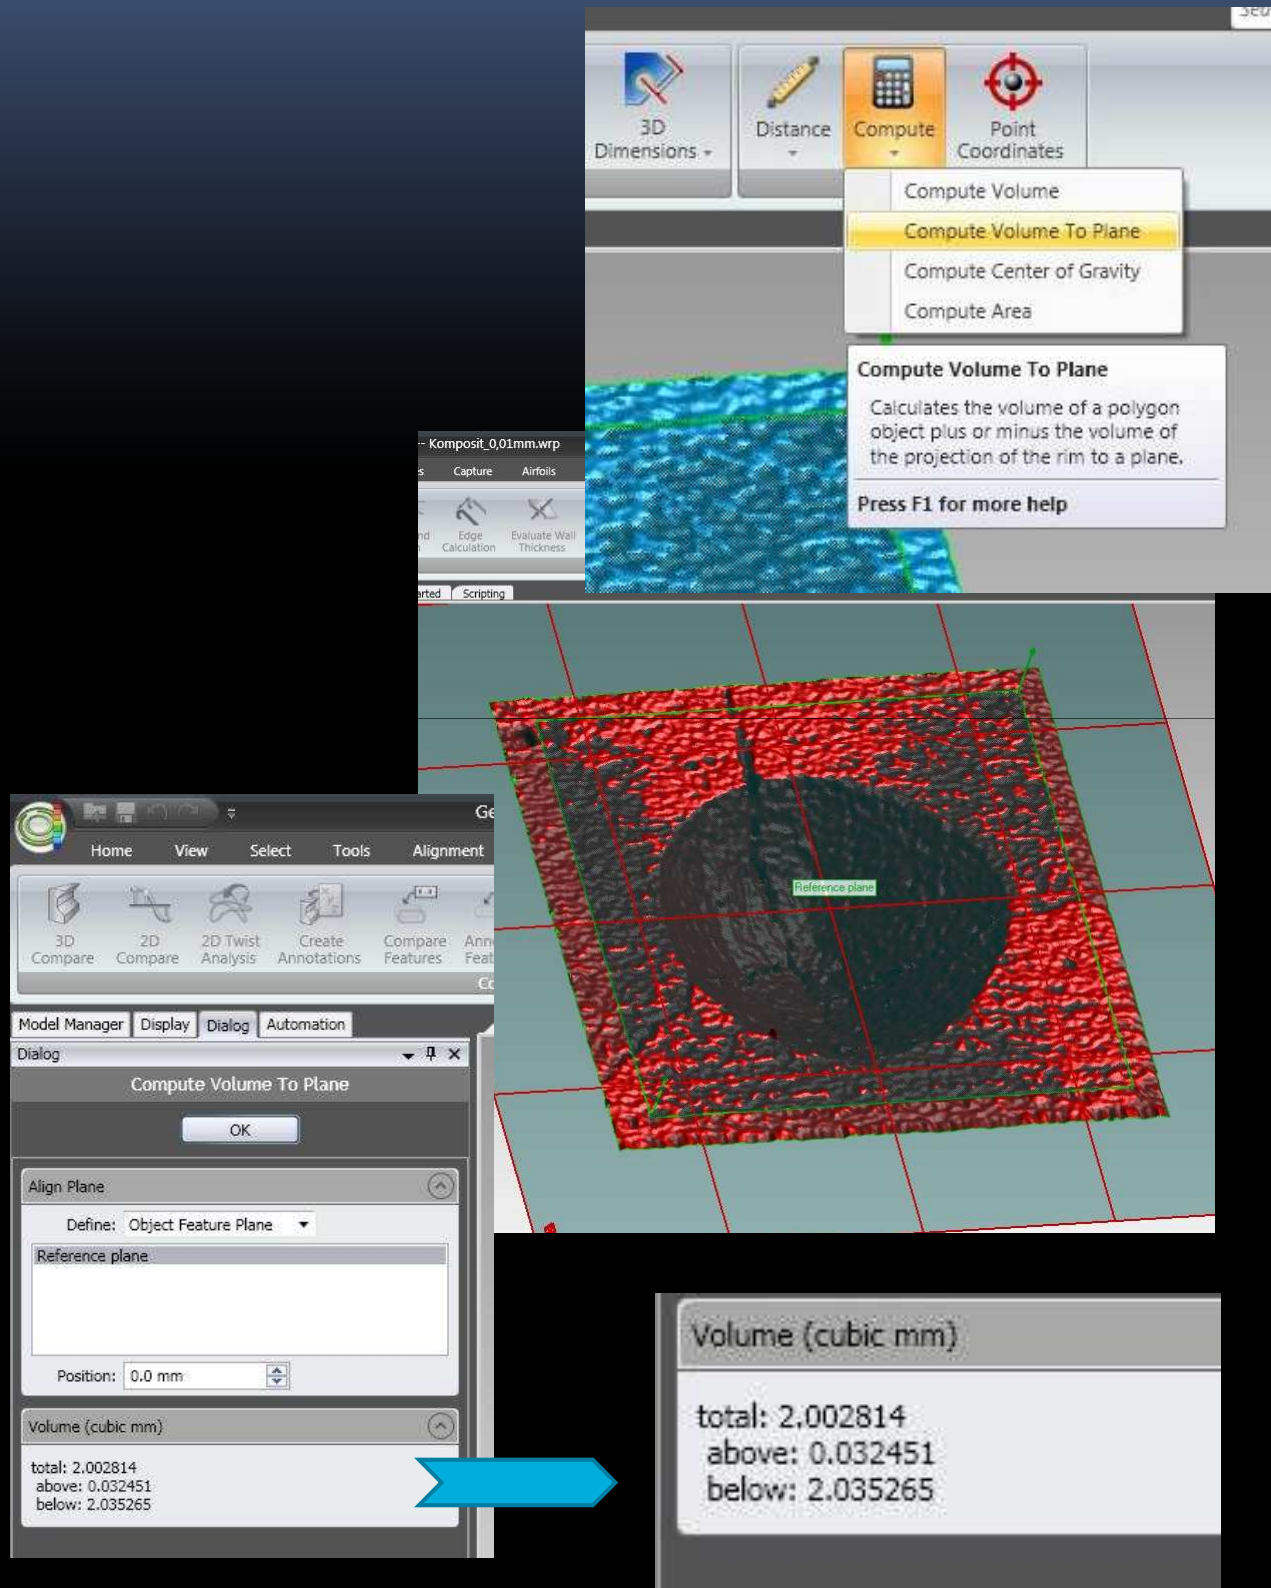 3D
Dimensions
Distance
Compute
Point
Coordinates
Compute Volume
Compute Volume To Plane
Compute Center of Gravity
Compute Area
Compute Volume To Plane
Calculates the volume of a polygon
object plus or minus the volume of
the projection of the rim to a plane.
Press F1 for more help
-- Komposit_0,01mm.wrp
Capture Airfoils
Edge
Calculation
Evaluate Wall
Thickness
Scripting
Reference plane
Home View Select Tools Alignment
3D
Compare
2D
Compare
2D Twist
Analysis
Create
Annotations
Compare
Features
Model Manager Display Dialog Automation
Dialog
Compute Volume To Plane
OK
Align Plane
Define: Object Feature Plane
Reference plane
Position: 0.0 mm
Volume (cubic mm)
total: 2.002814
above: 0.032451
below: 2.035265
Volume (cubic mm)
total: 2.002814
above: 0.032451
below: 2.035265